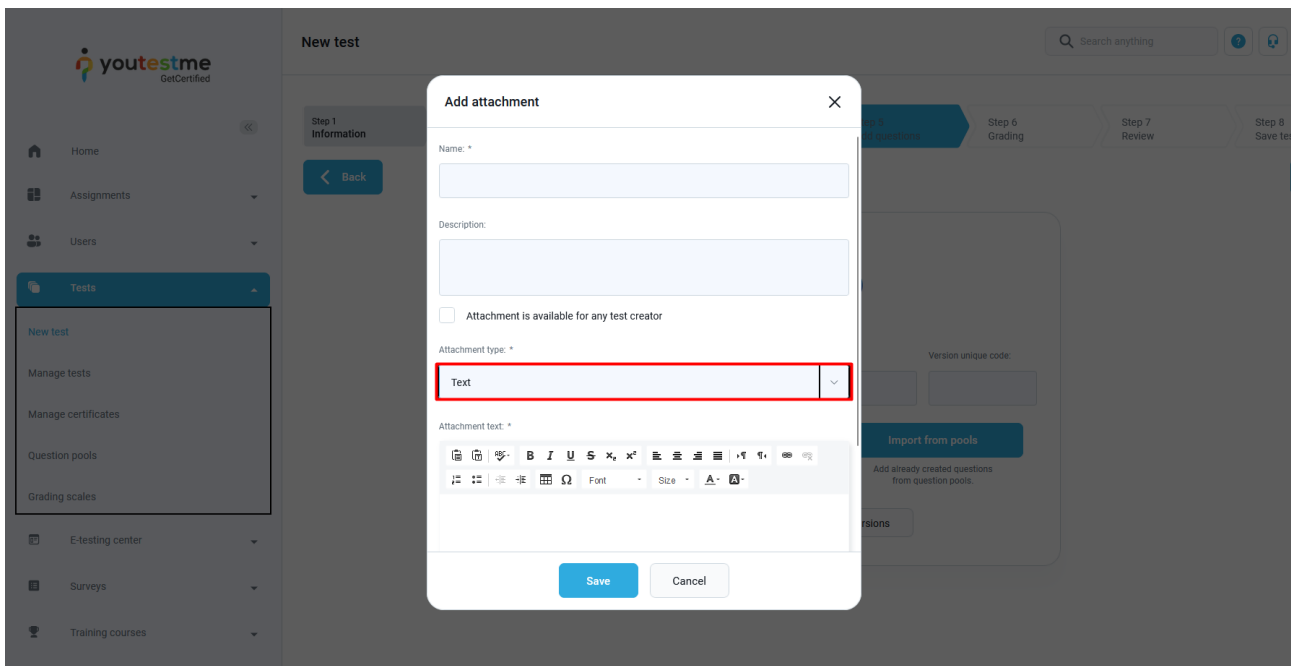 youtestme
GetCertified
New test
Search anything
?
Home
Assignments
Users
Tests
New test
Manage tests
Manage certificates
Question pools
Grading scales
E-testing center
Surveys
Training courses
Step 1
Information
Back
Step 6
Grading
Step 7
Review
Step 8
Version unique code:
Import from pools
Add already created questions
from question pools.
Add attachment
Name: *
Description:
Attachment is available for any test creator
Attachment type: *
Text
Attachment text: *
B I U S x₂ x² 
Ω Font Size A A
Save Cancel